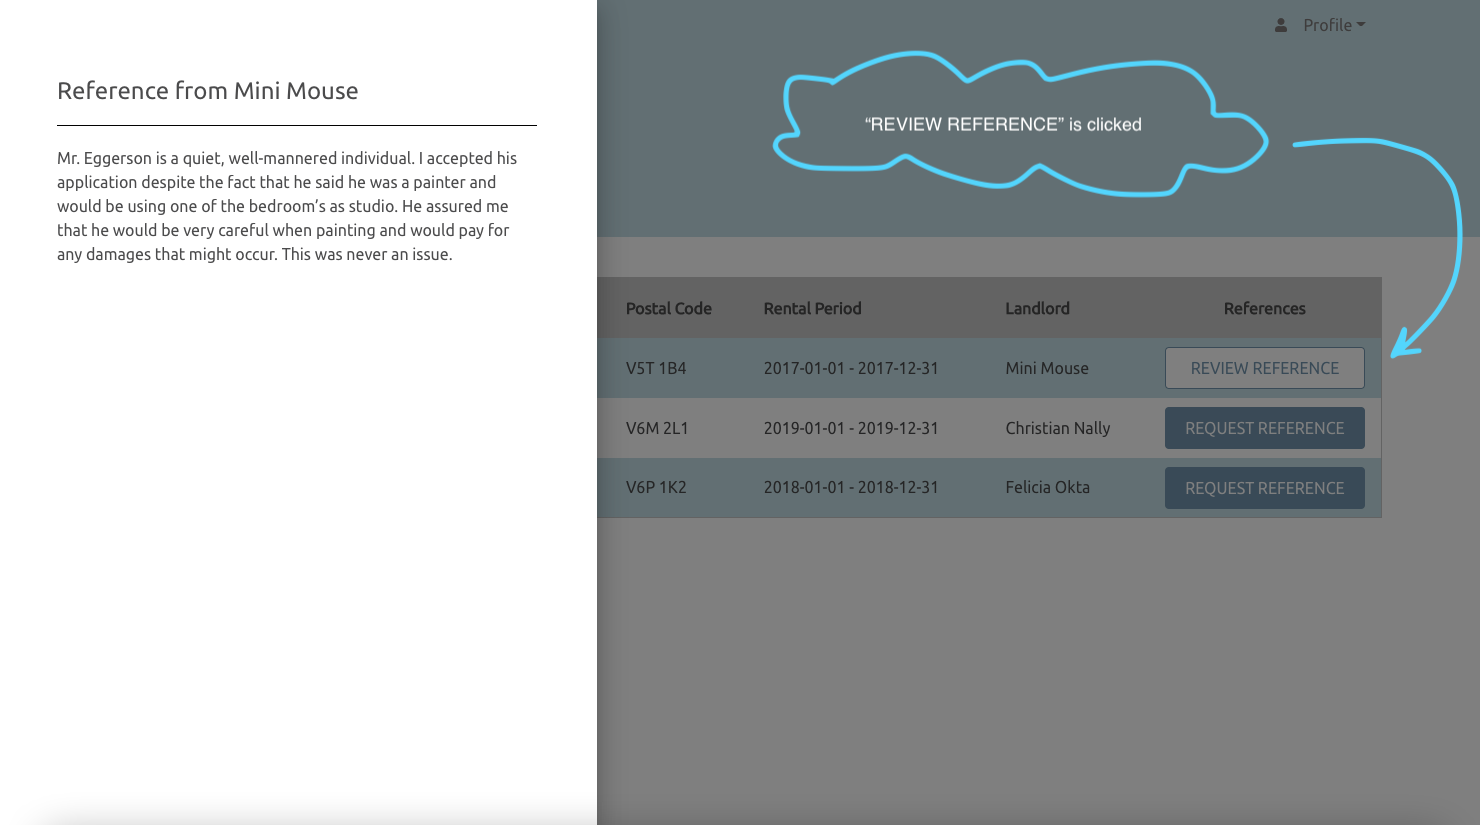 Reference from Mini Mouse
Mr. Eggerson is a quiet, well-mannered individual. I accepted his
application despite the fact that he said he was a painter and
would be using one of the bedroom’s as studio. He assured me
that he would be very careful when painting and would pay for
any damages that might occur. This was never an issue.
Profile
“REVIEW REFERENCE” is clicked
Postal Code Rental Period Landlord References
V5T 1B4 2017-01-01 - 2017-12-31 Mini Mouse REVIEW REFERENCE
V6M 2L1 2019-01-01 - 2019-12-31 Christian Nally REQUEST REFERENCE
V6P 1K2 2018-01-01 - 2018-12-31 Felicia Okta REQUEST REFERENCE